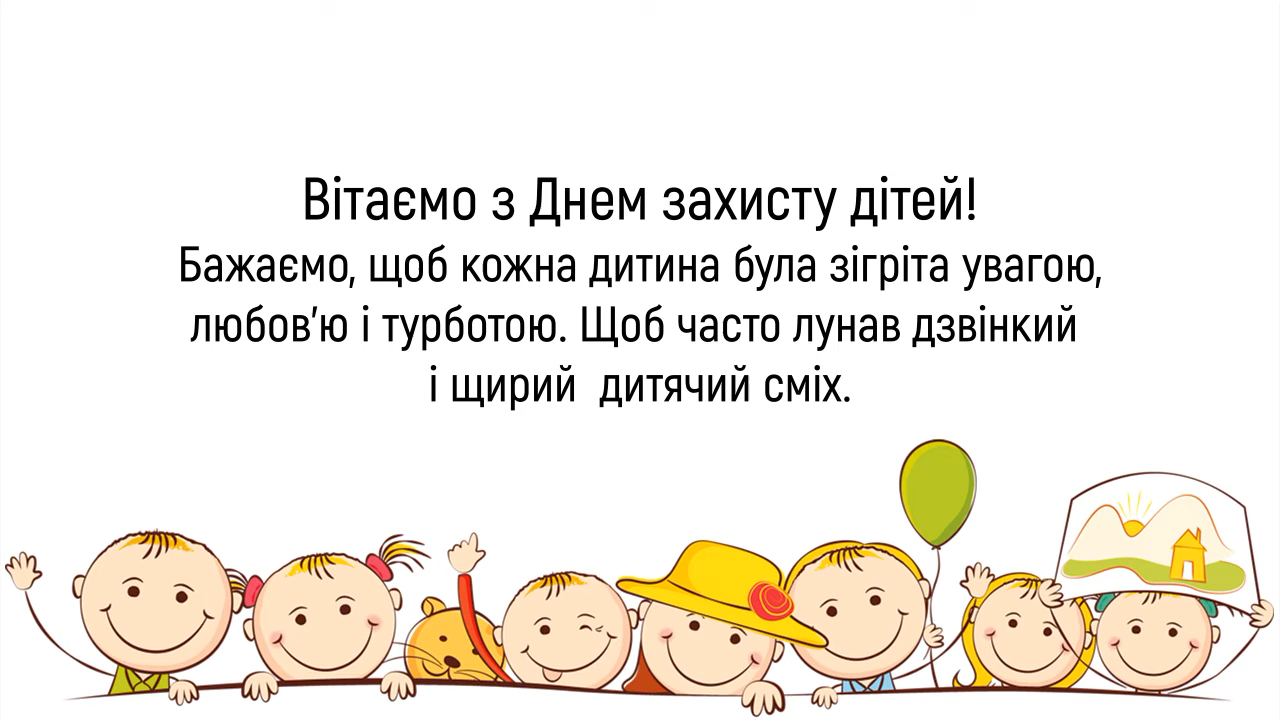 Вітаємо з Днем захисту дітей!
Бажаємо, щоб кожна дитина була зігріта увагою,
любов’ю і турботою. Щоб часто лунав дзвінкий
і щирий  дитячий сміх.